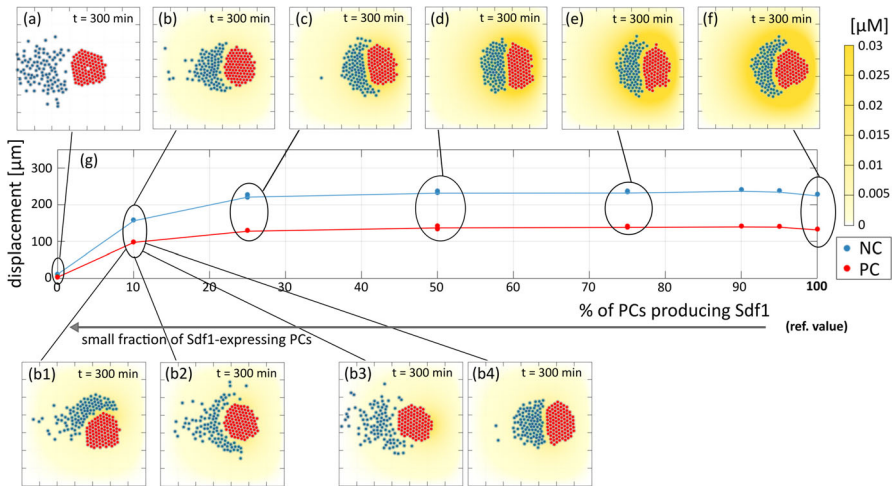 (a) t = 300 min
(b) t = 300 min
(c) t = 300 min
(d) t = 300 min
(e) t = 300 min
(f) t = 300 min
[μM]
0.03
0.025
0.02
0.015
0.01
0.005
0
(g)
displacement [μm]
300
200
100
0
0 10 20 30 40 50 60 70 80 90 100
% of PCs producing Sdf1
(ref. value)
small fraction of Sdf1-expressing PCs
NC
PC
(b1) t = 300 min
(b2) t = 300 min
(b3) t = 300 min
(b4) t = 300 min